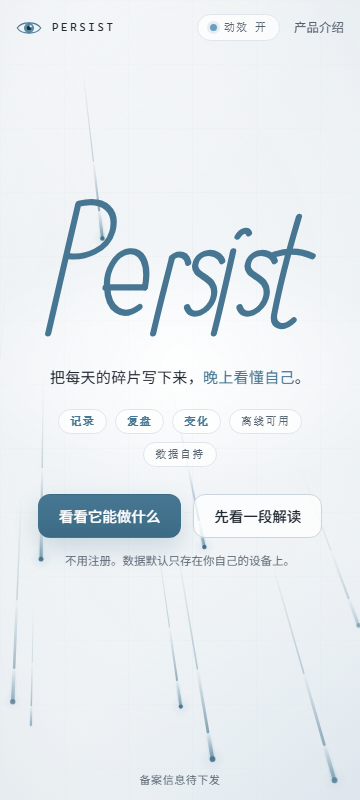 PERSIST
动效 开
产品介绍
Persist
把每天的碎片写下来，晚上看懂自己。
记录
复盘
变化
离线可用
数据自持
看看它能做什么
先看一段解读
不用注册。数据默认只存在你自己的设备上。
备案信息待下发